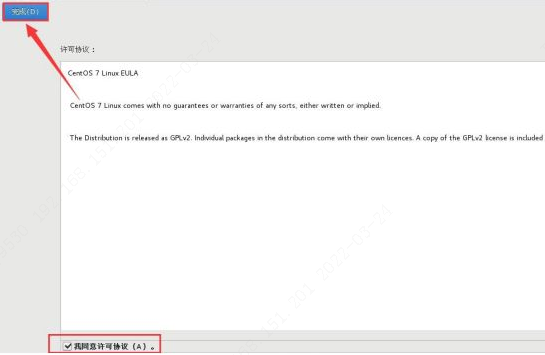 完成(D)
许可协议：
CentOS 7 Linux EULA
CentOS 7 Linux comes with no guarantees or warranties of any sorts, either written or implied.
The Distribution is released as GPLv2. Individual packages in the distribution come with their own licences. A copy of the GPLv2 license is included
我同意许可协议（A）。